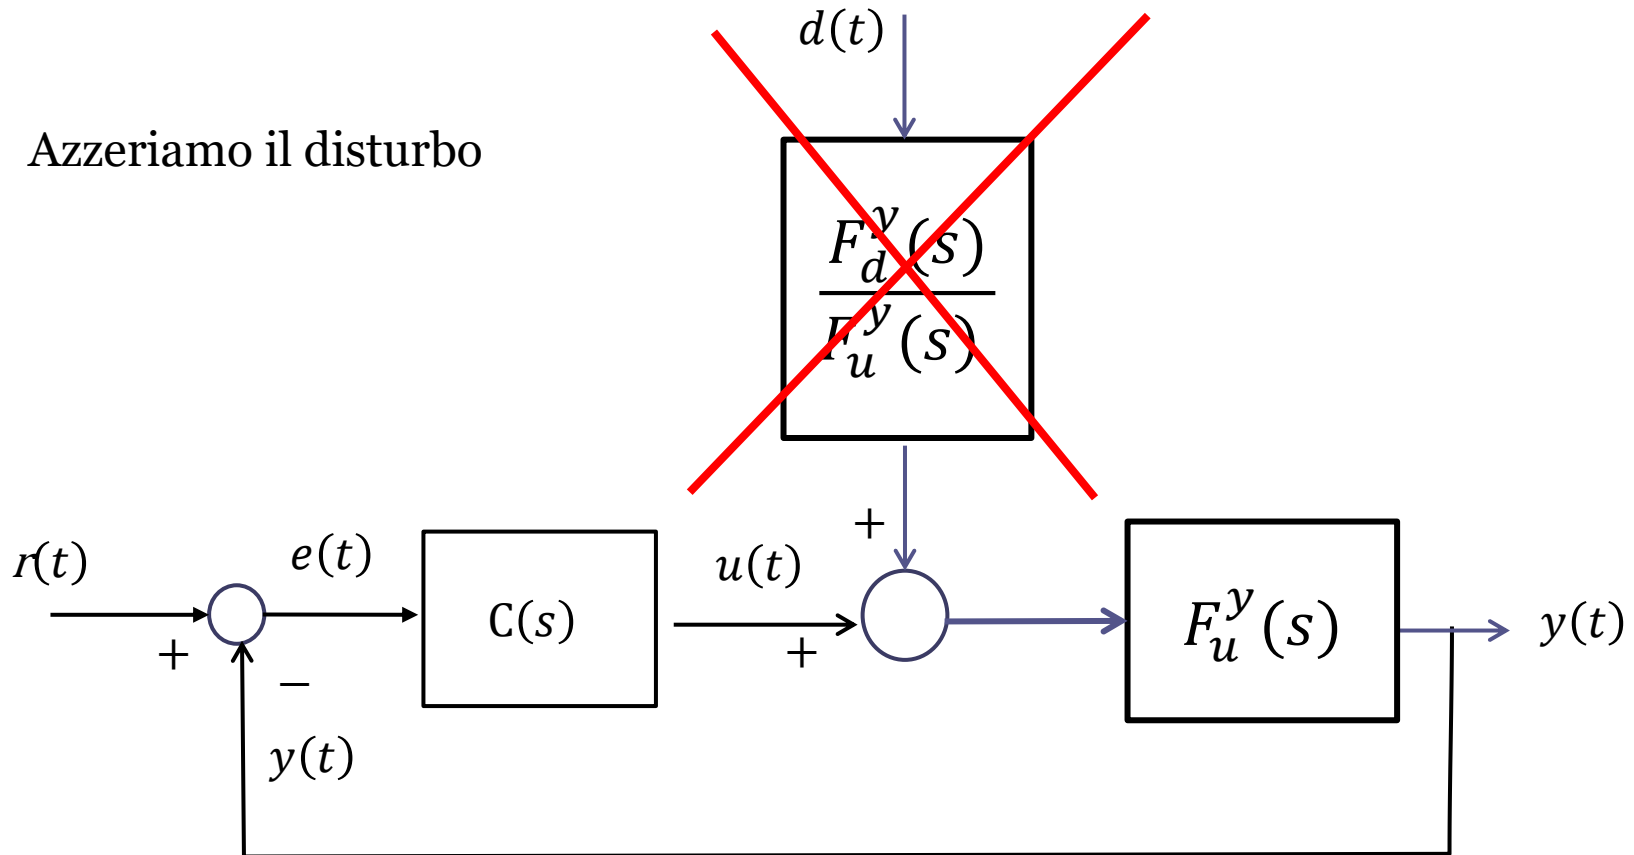 d(t)
Azzeriamo il disturbo
F_d^y(s)
F_u^y(s)
+
r(t)
e(t)
C(s)
u(t)
F_u^y(s)
y(t)
+
−
+
y(t)